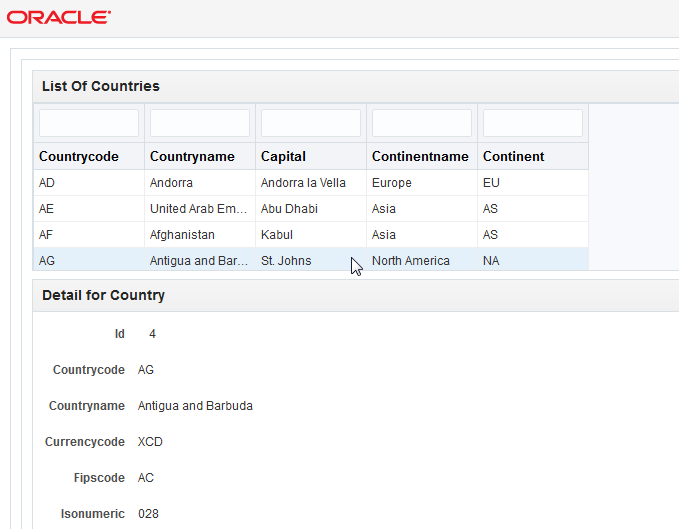 ORACLE
List Of Countries
Countrycode Countryname Capital Continentname Continent
AD Andorra Andorra la Vella Europe EU
AE United Arab Em... Abu Dhabi Asia AS
AF Afghanistan Kabul Asia AS
AG Antigua and Bar... St. Johns North America NA
Detail for Country
Id 4
Countrycode AG
Countryname Antigua and Barbuda
Currencycode XCD
Fipscode AC
Isonumeric 028